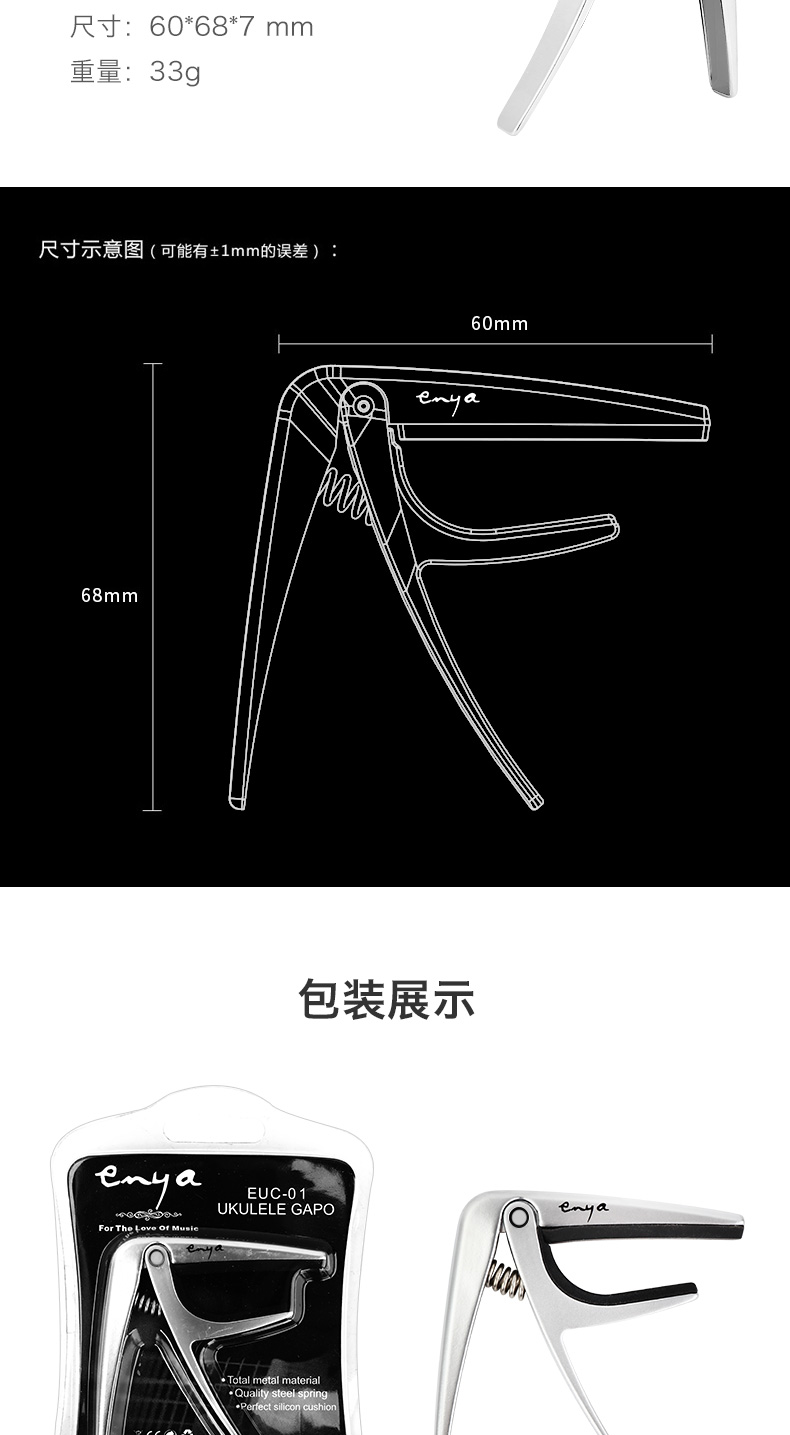 尺寸：60*68*7 mm
重量：33g
尺寸示意图（可能有±1mm的误差）：
60mm
enya
68mm
包装展示
enya
EUC-01
UKULELE GAPO
For The Love Of Music
enya
enya
•Total metal material
•Quality steel spring
•Perfect silicon cushion